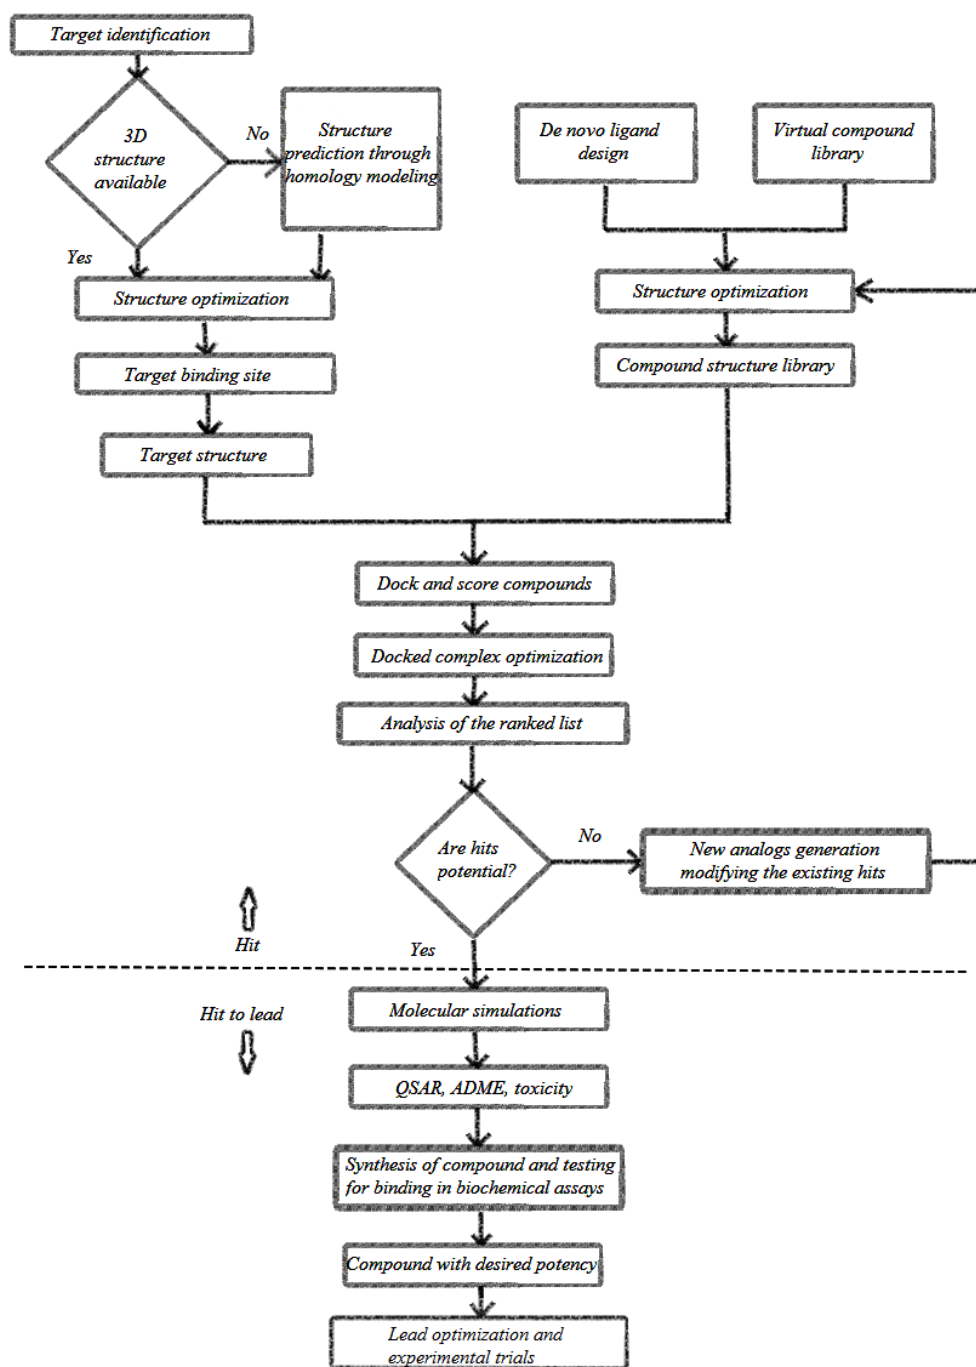 Target identification
3D
structure
available
No
Structure
prediction through
homology modeling
De novo ligand
design
Virtual compound
library
Yes
Structure optimization
Structure optimization
Target binding site
Compound structure library
Target structure
Dock and score compounds
Docked complex optimization
Analysis of the ranked list
Are hits
potential?
No
New analogs generation
modifying the existing hits
Hit
Yes
Hit to lead
Molecular simulations
QSAR, ADME, toxicity
Synthesis of compound and testing
for binding in biochemical assays
Compound with desired potency
Lead optimization and
experimental trials